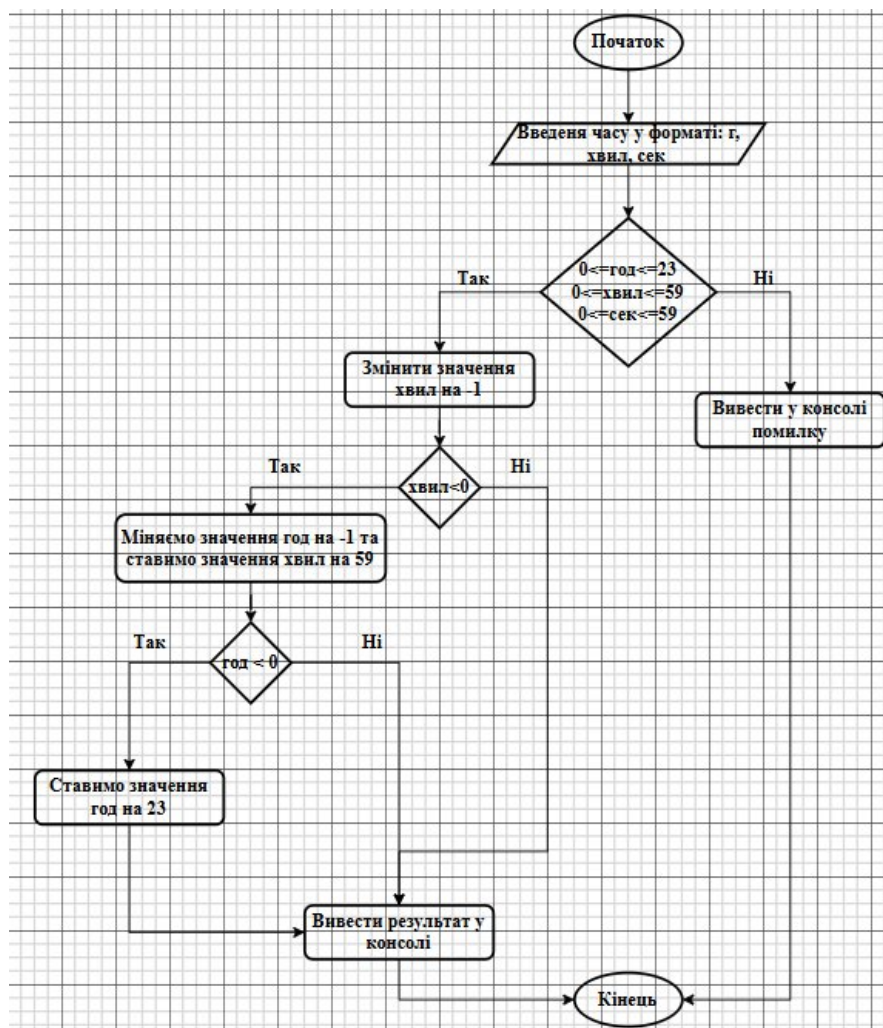 Початок
Введеня часу у форматі: г,
хвил, сек
0<=год<=23
0<=хвил<=59
0<=сек<=59
Так
Ні
Змінити значення
хвил на -1
Вивести у консолі
помилку
хвил<0
Так
Ні
Міняємо значення год на -1 та
ставимо значення хвил на 59
год < 0
Так
Ні
Ставимо значення
год на 23
Вивести результат у
консолі
Кінець